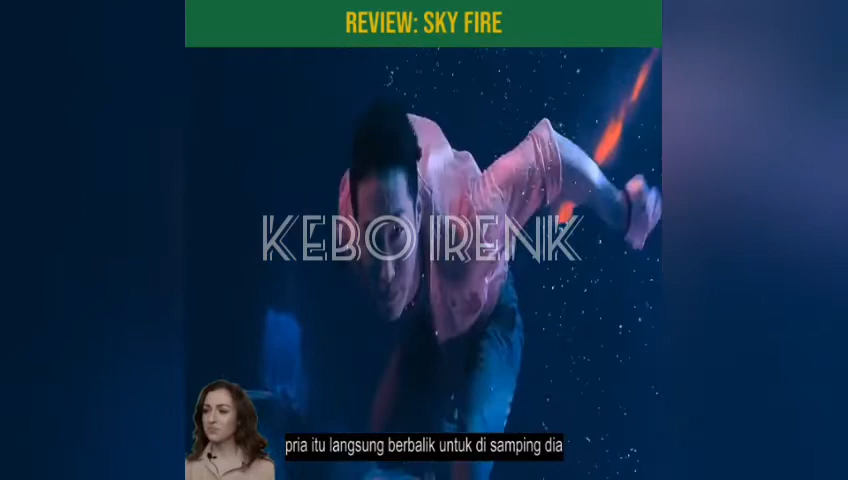 REVIEW: SKY FIRE
KEBO IRENK
pria itu langsung berbalik untuk di samping dia